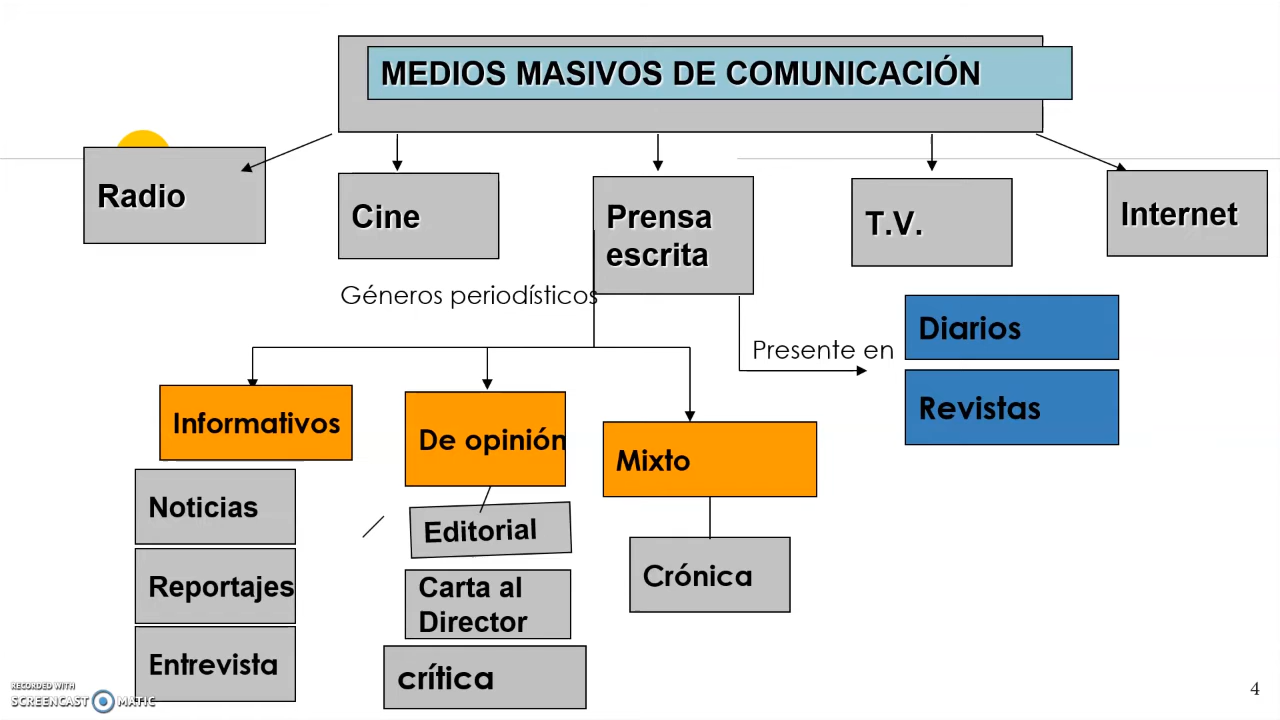 MEDIOS MASIVOS DE COMUNICACIÓN
Radio
Cine
Prensa
escrita
T.V.
Internet
Géneros periodísticos
Presente en
Diarios
Revistas
Informativos
De opinión
Mixto
Noticias
Reportajes
Entrevista
Editorial
Carta al
Director
crítica
Crónica
RECORDED WITH
SCREENCAST MATIC
4